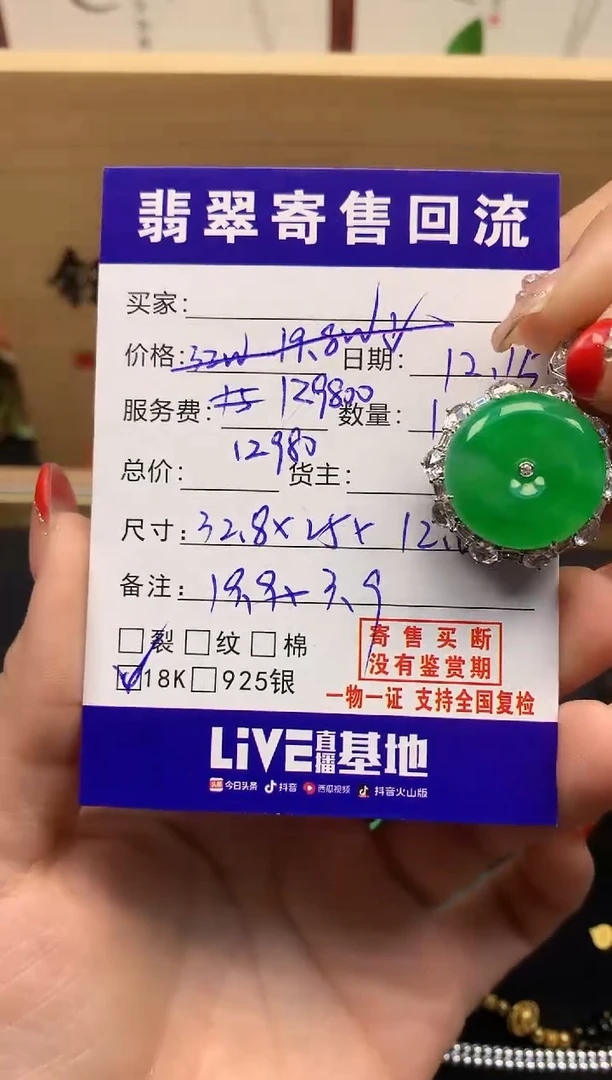 翡翠寄售回流
买家:
价格: 32W 19.8W 日期: 12.15
服务费: 129800 数量: 1
12980
总价: 货主:
尺寸: 32.8×25× 12.
备注: 18.8× 3.9
裂 纹 棉
寄售买断
没有鉴赏期
18K 925银
一物一证 支持全国复检
LiVE直播基地
头条 今日头条 抖音 西瓜视频 抖音火山版